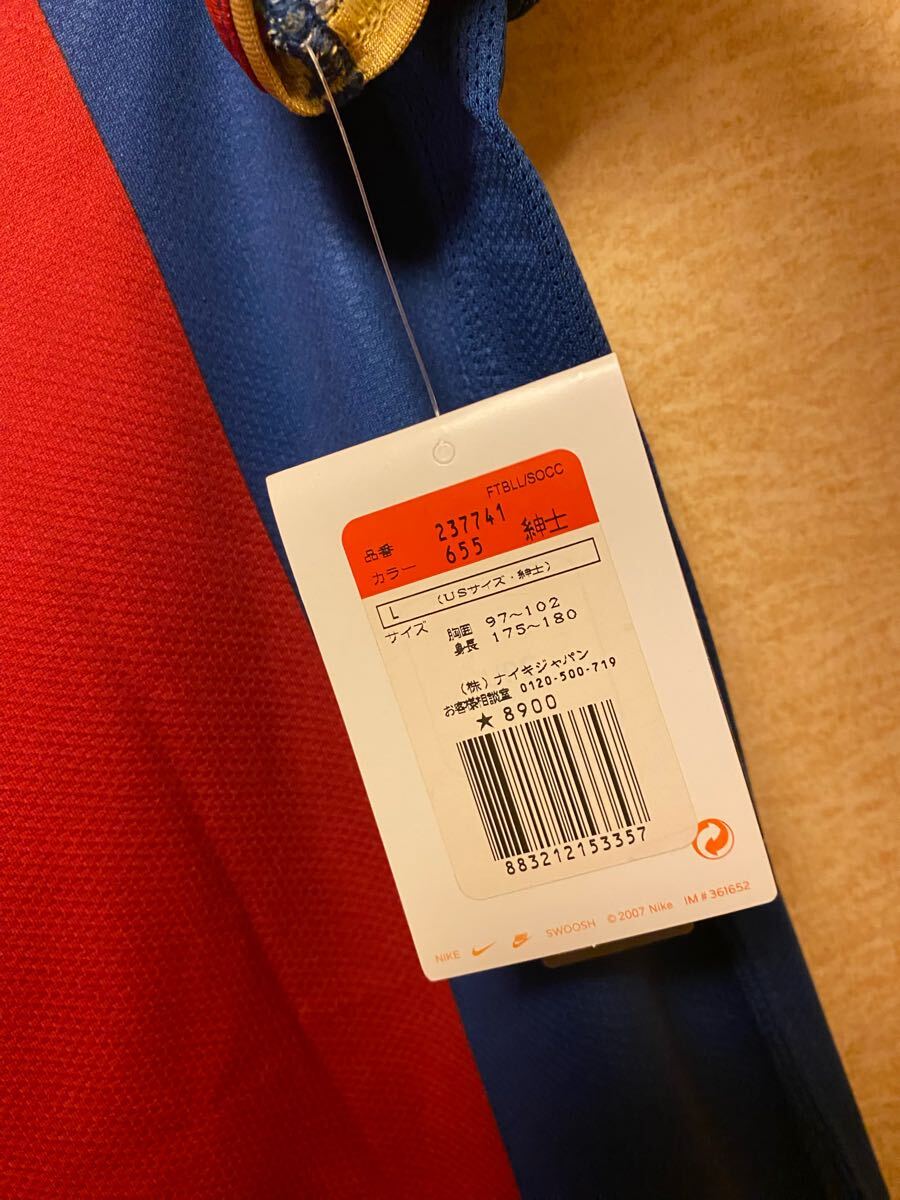 FTBLL/SOCC
品番 237741
カラー 655 紳士
L (USサイズ・紳士)
サイズ 胸囲 97~102
身長 175~180
(株)ナイキジャパン
お客様相談室 0120-500-719
★8900
883212153357
NIKE SWOOSH © 2007 Nike IM # 361652